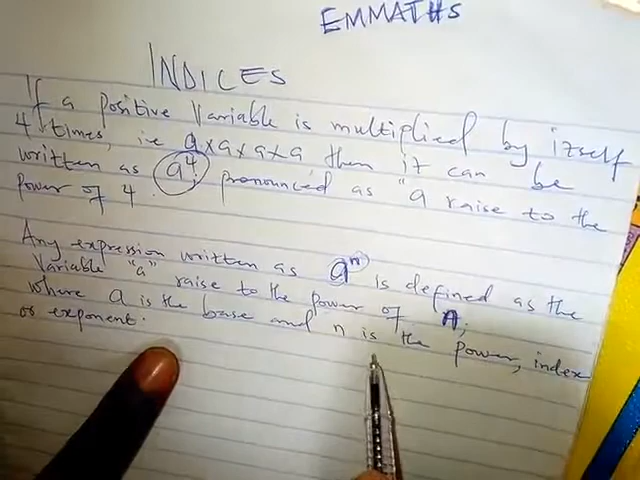 EMMATHS
INDICES
If a positive variable is multiplied by itself
4 times, ie a×a×a×a, then it can be
written as a⁴ pronounced as "a raise to the
power of 4.
Any expression written as aⁿ is defined as the
variable "a" raise to the power of n,
where a is the base and n is the power, index
or exponent.